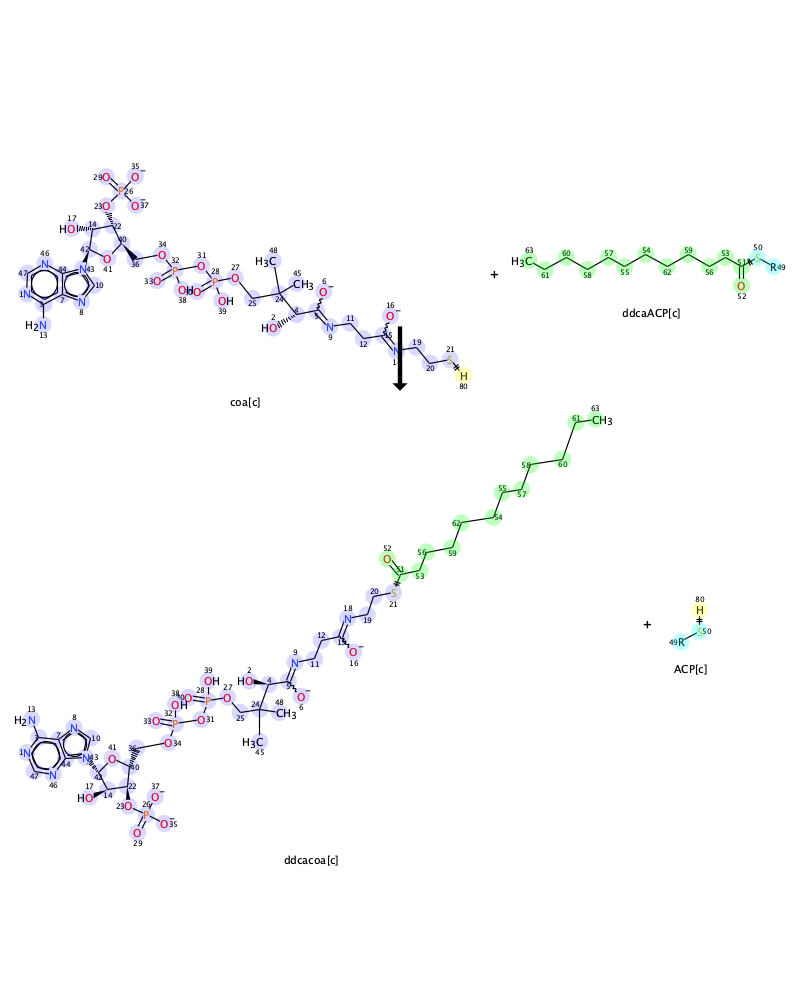 29 O
35 O−
P 26
23 O
O− 37
17 HO
14
22
42
40
O 41
36
34 O
46 N
47
44
N 43
1 N
7
10
5
N 8
H2N 13
33 O
32 P
31 O
OH 38
O
28 P
OH 39
27 O
25
48 H3C
CH3 45
24
2 HO
6 O−
5
N 9
11
12
16 O−
15
N
19
20
21 S
H 80
coa[c]
+
63 H3C
61
60
58
57
55
54
62
59
56
53
51
O 52
50 S
R 49
ddcaACP[c]
63 CH3
61
60
58
57
55
54
62
59
56
53
52 O
51
S 21
20
19
18 N
15
O− 16
12
11
9 N
5
O− 6
2 HO
4
24
48 CH3
H3C 45
25
27 O
39 OH
28 P
O
38 OH
32 P
33 O
O 31
O 34
36
40
41 O
42
22
14
17 HO
23 O
26 P
37 O−
O− 35
O 29
13 H2N
3
8 N
7
10
N 43
44
1 N
47
N 46
ddcacoa[c]
+
80 H
S 50
49 R
ACP[c]